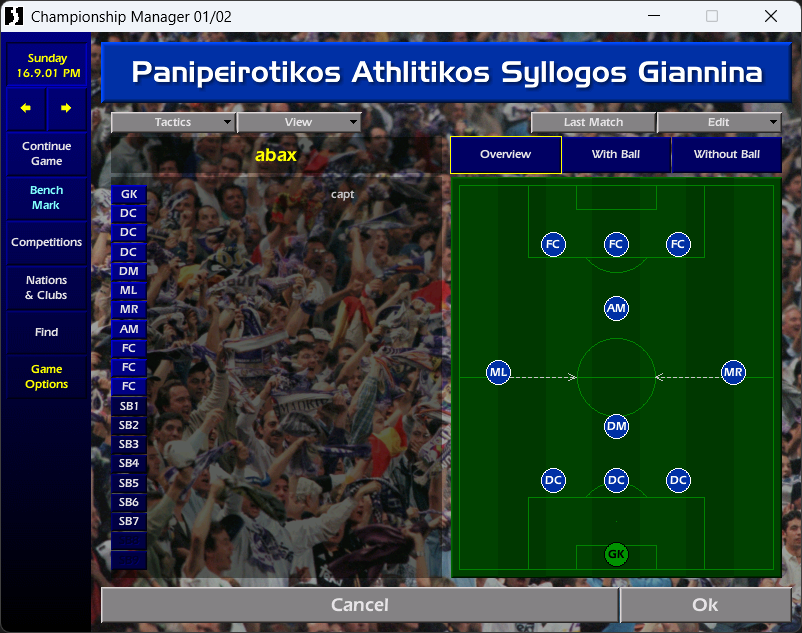 Championship Manager 01/02
Sunday
16.9.01 PM
Continue
Game
Bench
Mark
Competitions
Nations
& Clubs
Find
Game
Options
Panipeirotikos Athlitikos Syllogos Giannina
Tactics
View
Last Match
Edit
abax
Overview
With Ball
Without Ball
GK capt
DC
DC
DC
DM
ML
MR
AM
FC
FC
FC
SB1
SB2
SB3
SB4
SB5
SB6
SB7
FC FC FC
AM
ML MR
DM
DC DC DC
GK
Cancel
Ok